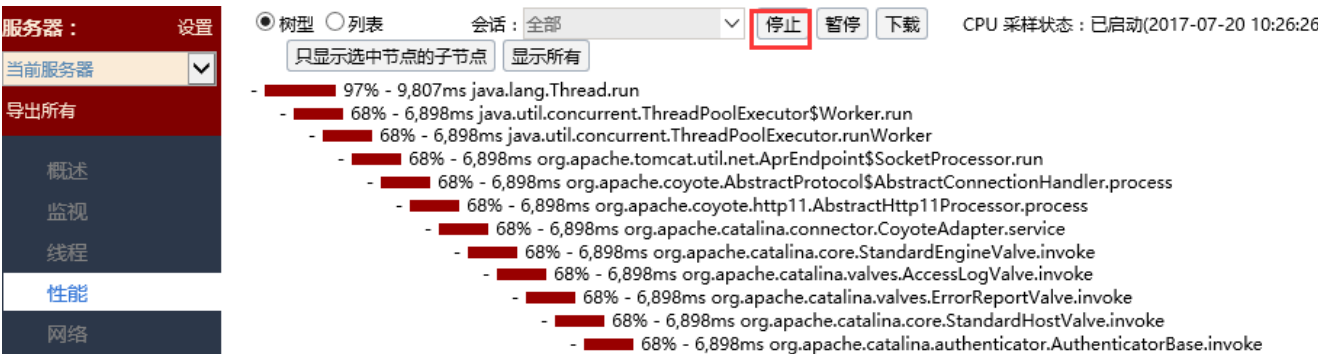 服务器： 设置
当前服务器
导出所有
概述
监视
线程
性能
网络
树型 列表 会话：全部 停止 暂停 下载 CPU 采样状态：已启动(2017-07-20 10:26:26
只显示选中节点的子节点 显示所有
- 97% - 9,807ms java.lang.Thread.run
- 68% - 6,898ms java.util.concurrent.ThreadPoolExecutor$Worker.run
- 68% - 6,898ms java.util.concurrent.ThreadPoolExecutor.runWorker
- 68% - 6,898ms org.apache.tomcat.util.net.AprEndpoint$SocketProcessor.run
- 68% - 6,898ms org.apache.coyote.AbstractProtocol$AbstractConnectionHandler.process
- 68% - 6,898ms org.apache.coyote.http11.AbstractHttp11Processor.process
- 68% - 6,898ms org.apache.catalina.connector.CoyoteAdapter.service
- 68% - 6,898ms org.apache.catalina.core.StandardEngineValve.invoke
- 68% - 6,898ms org.apache.catalina.valves.AccessLogValve.invoke
- 68% - 6,898ms org.apache.catalina.valves.ErrorReportValve.invoke
- 68% - 6,898ms org.apache.catalina.core.StandardHostValve.invoke
- 68% - 6,898ms org.apache.catalina.authenticator.AuthenticatorBase.invoke